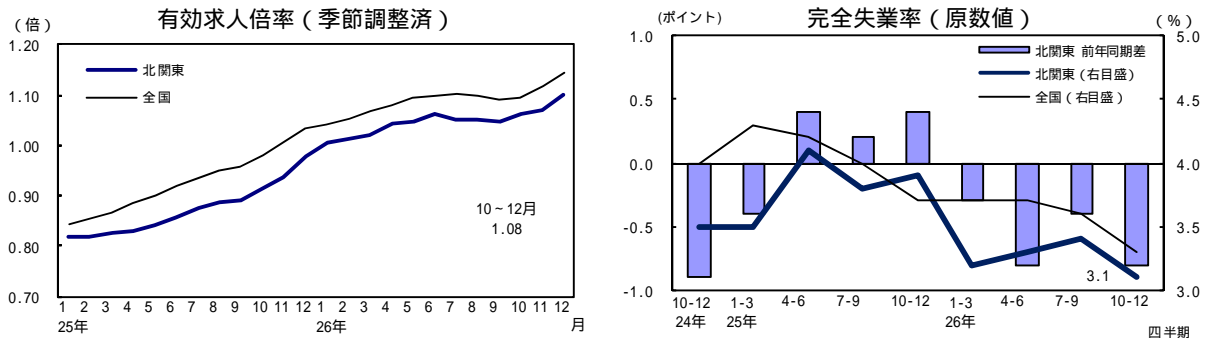 有効求人倍率（季節調整済）
（倍）
1.20
1.10
1.00
0.90
0.80
0.70
北関東
全国
10～12月
1.08
1 2 3 4 5 6 7 8 9 10 11 12 1 2 3 4 5 6 7 8 9 10 11 12
25年 26年 月
完全失業率（原数値）
(ポイント) （％）
1.0
0.5
0.0
-0.5
-1.0
5.0
4.5
4.0
3.5
3.0
北関東 前年同期差
北関東（右目盛）
全国（右目盛）
3.1
10-12 1-3 4-6 7-9 10-12 1-3 4-6 7-9 10-12
24年 25年 26年
四半期